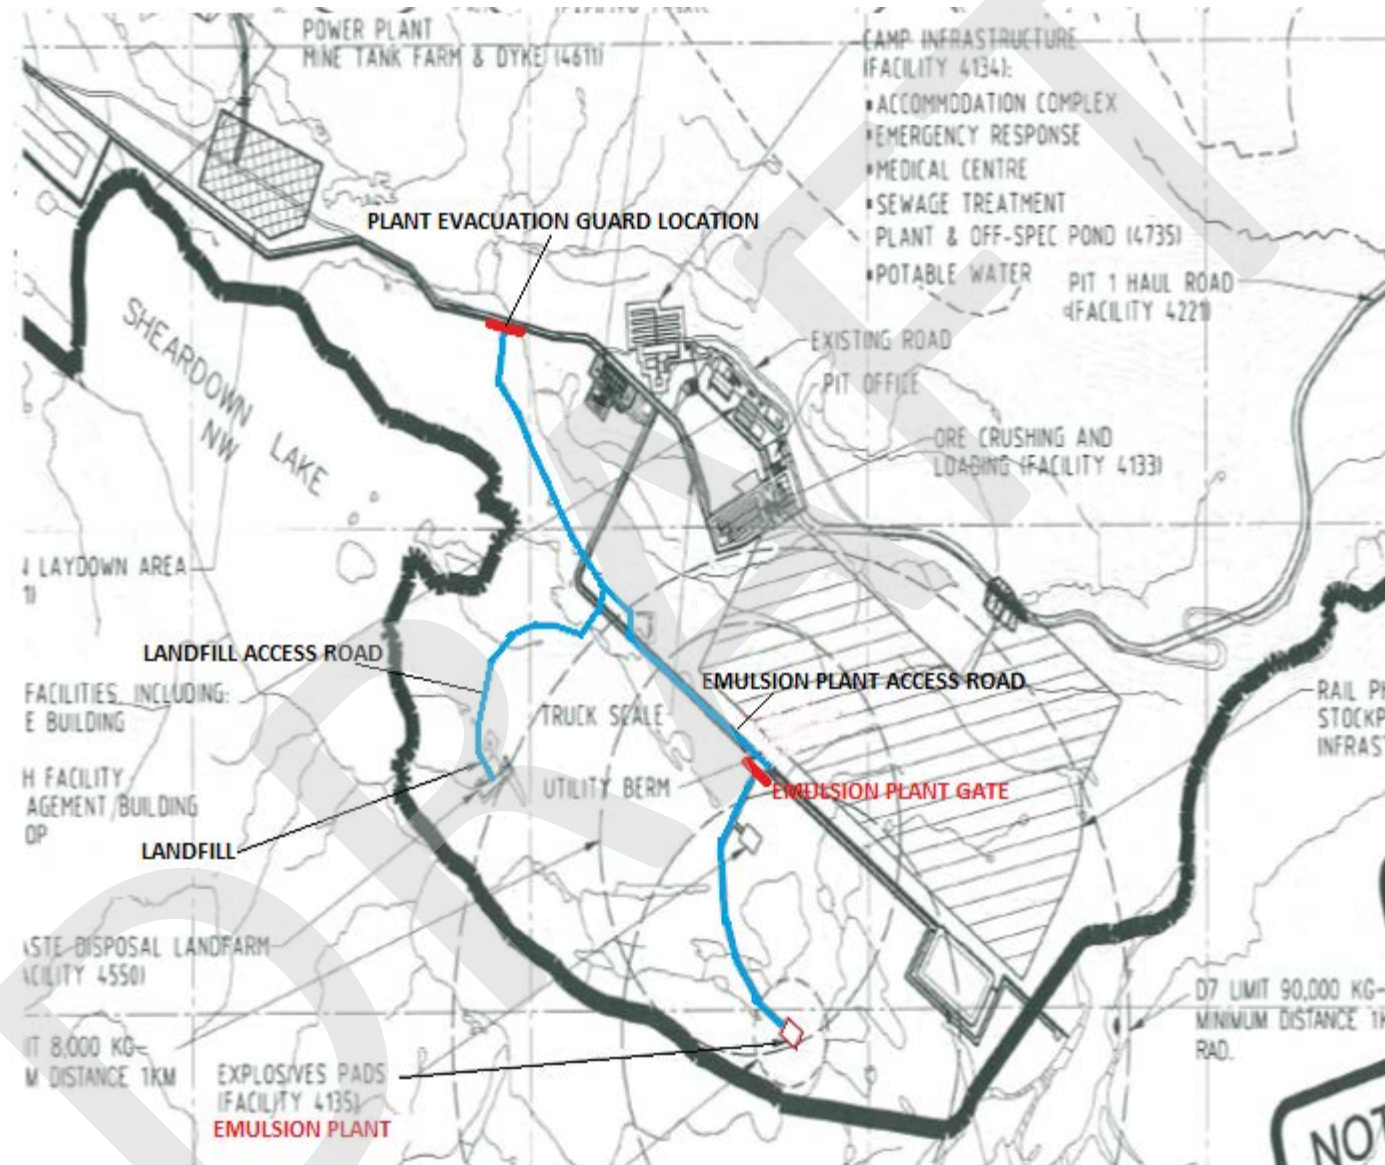 POWER PLANT
MINE TANK FARM & DYKE (4611)
CAMP INFRASTRUCTURE
(FACILITY 4134):
▪ACCOMMODATION COMPLEX
▪EMERGENCY RESPONSE
▪MEDICAL CENTRE
▪SEWAGE TREATMENT
PLANT & OFF-SPEC POND (4735)
▪POTABLE WATER
PLANT EVACUATION GUARD LOCATION
PIT 1 HAUL ROAD
(FACILITY 4221)
SHEARDOWN LAKE
NW
EXISTING ROAD
PIT OFFICE
ORE CRUSHING AND
LOADING (FACILITY 4133)
LAYDOWN AREA
LANDFILL ACCESS ROAD
EMULSION PLANT ACCESS ROAD
FACILITIES, INCLUDING:
E BUILDING
TRUCK SCALE
RAIL
STOCKP
INFRAST
H FACILITY
AGEMENT BUILDING
OP
UTILITY BERM
EMULSION PLANT GATE
LANDFILL
ASTE DISPOSAL LANDFARM
ACILITY 4550)
D7 LIMIT 90,000 KG-
MINIMUM DISTANCE 1K
RAD.
IT 8,000 KG-
M DISTANCE 1KM
EXPLOSIVES PADS
(FACILITY 4135)
EMULSION PLANT
NOT
DRAFT